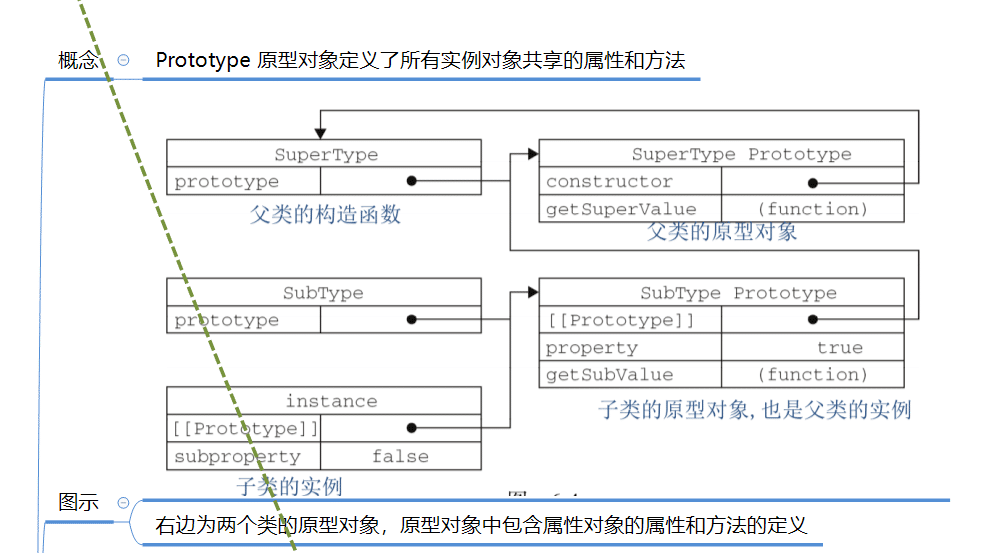 概念
Prototype 原型对象定义了所有实例对象共享的属性和方法
SuperType
prototype
父类的构造函数
SuperType Prototype
constructor
getSuperValue (function)
父类的原型对象
SubType
prototype
SubType Prototype
[[Prototype]]
property true
getSubValue (function)
子类的原型对象,也是父类的实例
instance
[[Prototype]]
subproperty false
子类的实例
图示
右边为两个类的原型对象，原型对象中包含属性对象的属性和方法的定义